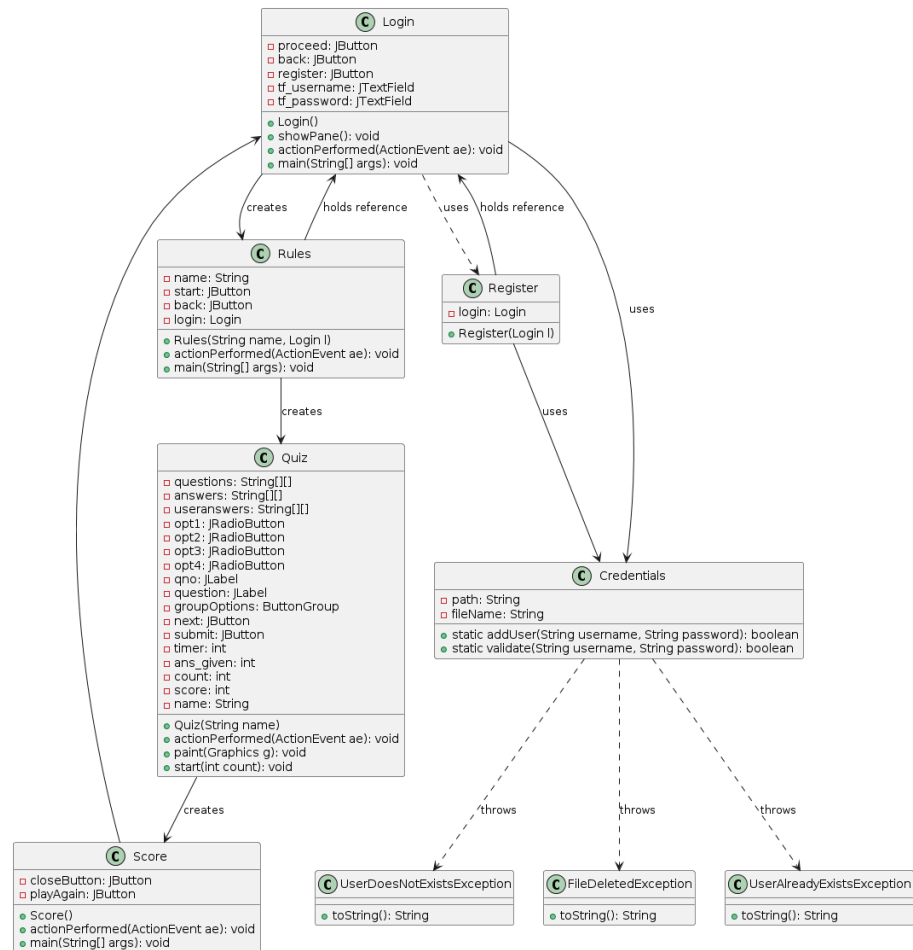 C Login
proceed: JButton
back: JButton
register: JButton
tf_username: JTextField
tf_password: JTextField
Login()
showPane(): void
actionPerformed(ActionEvent ae): void
main(String[] args): void
creates
holds reference
uses
holds reference
uses
C Rules
name: String
start: JButton
back: JButton
login: Login
Rules(String name, Login l)
actionPerformed(ActionEvent ae): void
main(String[] args): void
C Register
login: Login
Register(Login l)
creates
uses
C Quiz
questions: String[][]
answers: String[][]
useranswers: String[][]
opt1: JRadioButton
opt2: JRadioButton
opt3: JRadioButton
opt4: JRadioButton
qno: JLabel
question: JLabel
groupOptions: ButtonGroup
next: JButton
submit: JButton
timer: int
ans_given: int
count: int
score: int
name: String
Quiz(String name)
actionPerformed(ActionEvent ae): void
paint(Graphics g): void
start(int count): void
C Credentials
path: String
fileName: String
static addUser(String username, String password): boolean
static validate(String username, String password): boolean
creates
throws
throws
throws
C Score
closeButton: JButton
playAgain: JButton
Score()
actionPerformed(ActionEvent ae): void
main(String[] args): void
C UserDoesNotExistsException
toString(): String
C FileDeletedException
toString(): String
C UserAlreadyExistsException
toString(): String